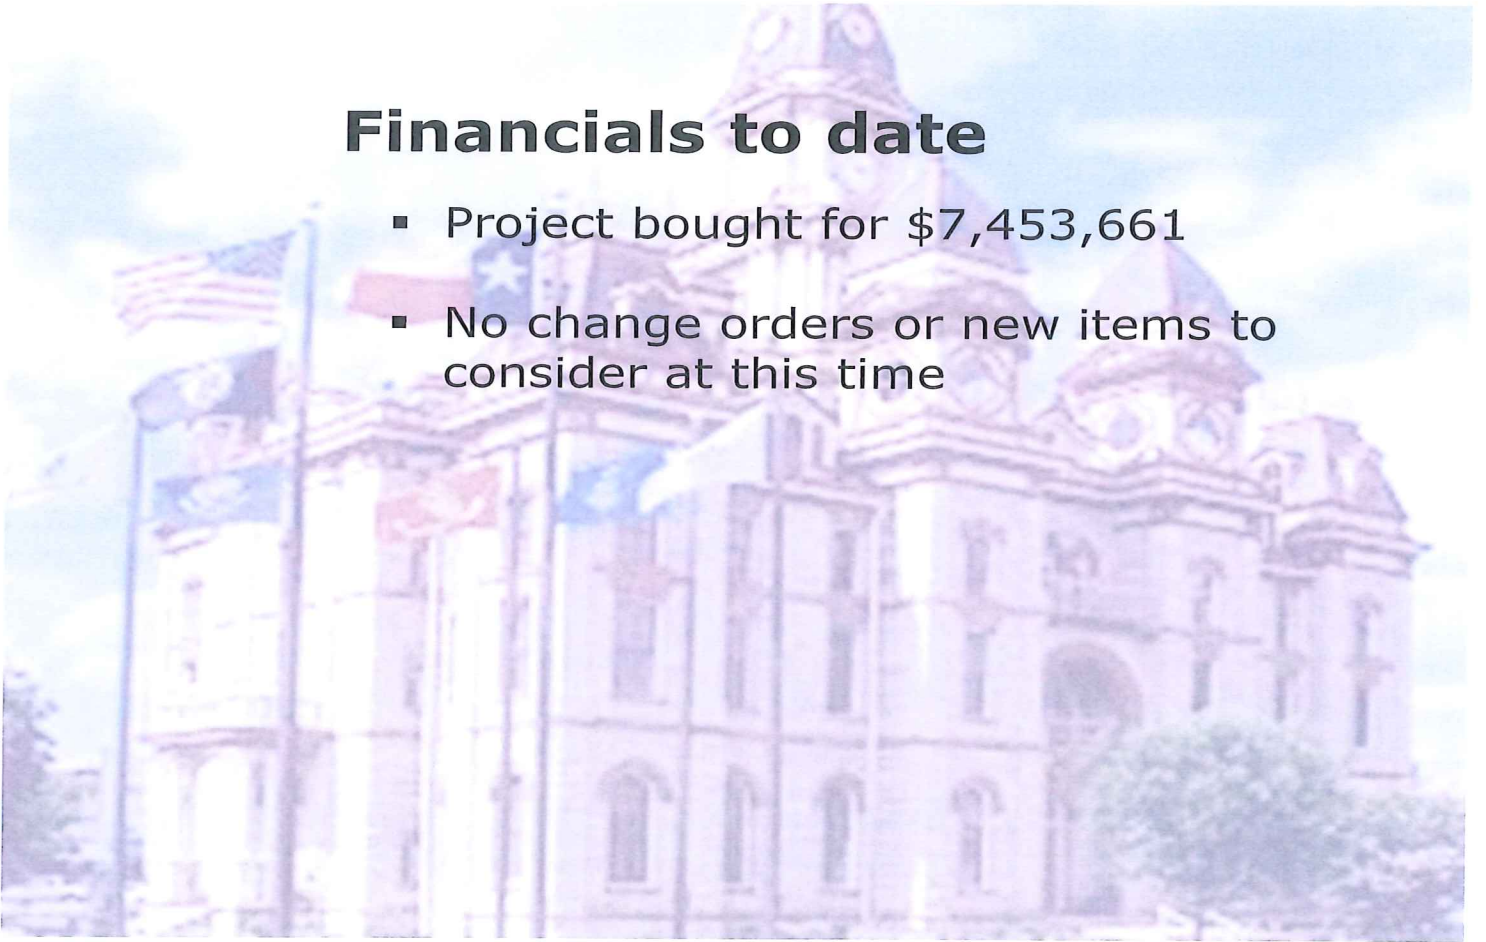 Financials to date
▪ Project bought for $7,453,661
▪ No change orders or new items to
consider at this time